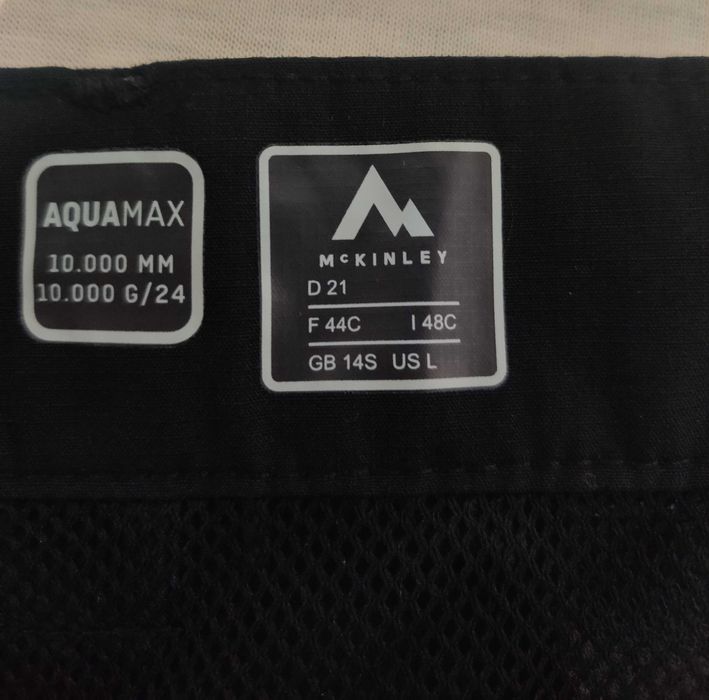 AQUAMAX
10.000 MM
10.000 G/24
McKINLEY
D 21
F 44C I 48C
GB 14S US L